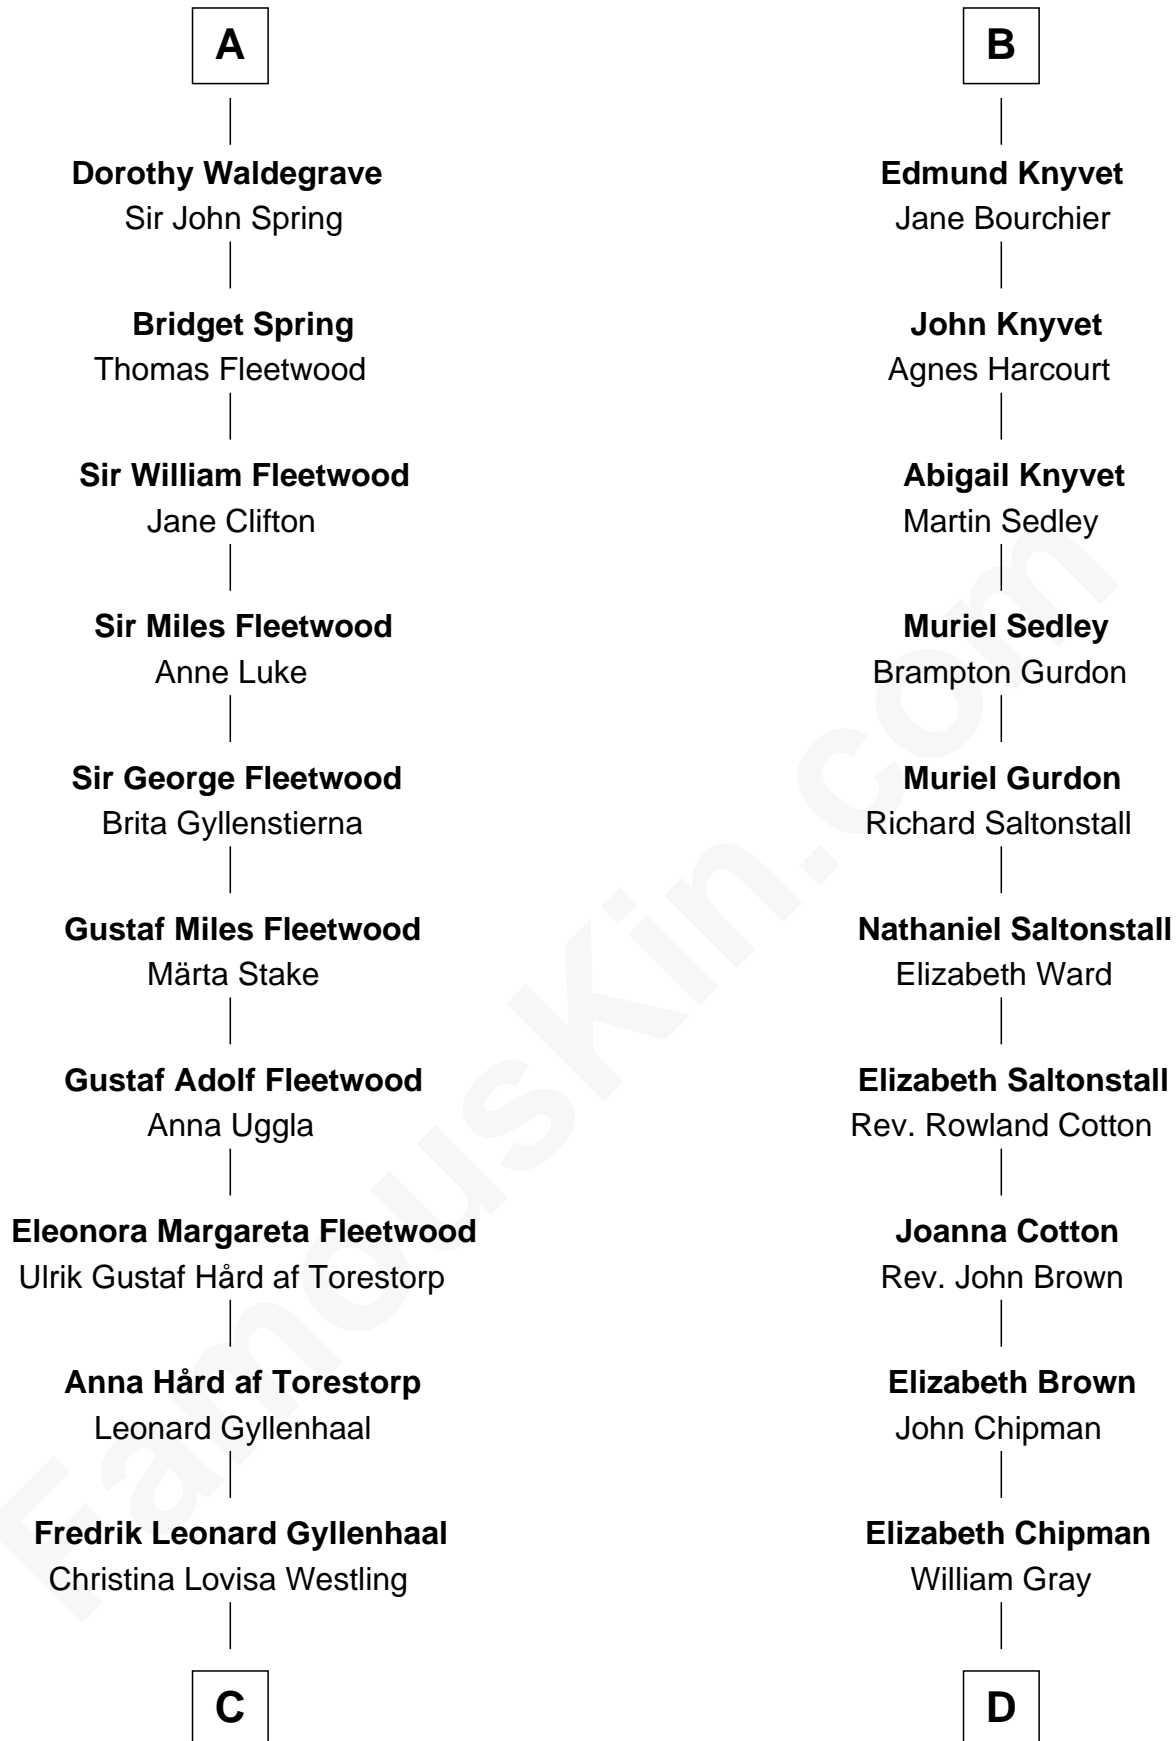 A
Dorothy Waldegrave
Sir John Spring
Bridget Spring
Thomas Fleetwood
Sir William Fleetwood
Jane Clifton
Sir Miles Fleetwood
Anne Luke
Sir George Fleetwood
Brita Gyllenstierna
Gustaf Miles Fleetwood
Märta Stake
Gustaf Adolf Fleetwood
Anna Uggla
Eleonora Margareta Fleetwood
Ulrik Gustaf Hård af Torestorp
Anna Hård af Torestorp
Leonard Gyllenhaal
Fredrik Leonard Gyllenhaal
Christina Lovisa Westling
C
B
Edmund Knyvet
Jane Bourchier
John Knyvet
Agnes Harcourt
Abigail Knyvet
Martin Sedley
Muriel Sedley
Brampton Gurdon
Muriel Gurdon
Richard Saltonstall
Nathaniel Saltonstall
Elizabeth Ward
Elizabeth Saltonstall
Rev. Rowland Cotton
Joanna Cotton
Rev. John Brown
Elizabeth Brown
John Chipman
Elizabeth Chipman
William Gray
D
FamousKin.com